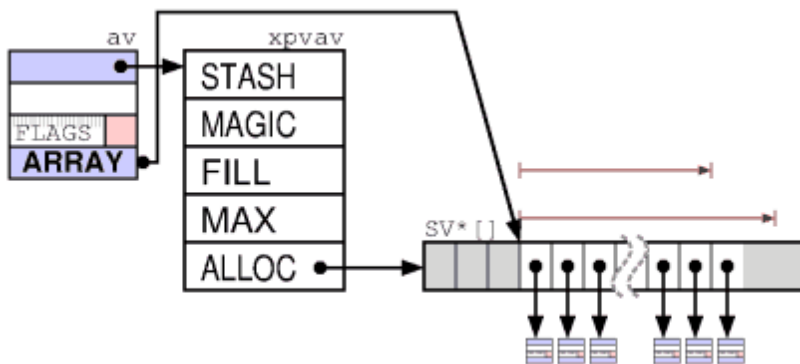 av
xpvav
STASH
MAGIC
FLAGS
ARRAY
FILL
MAX
ALLOC
SV* []